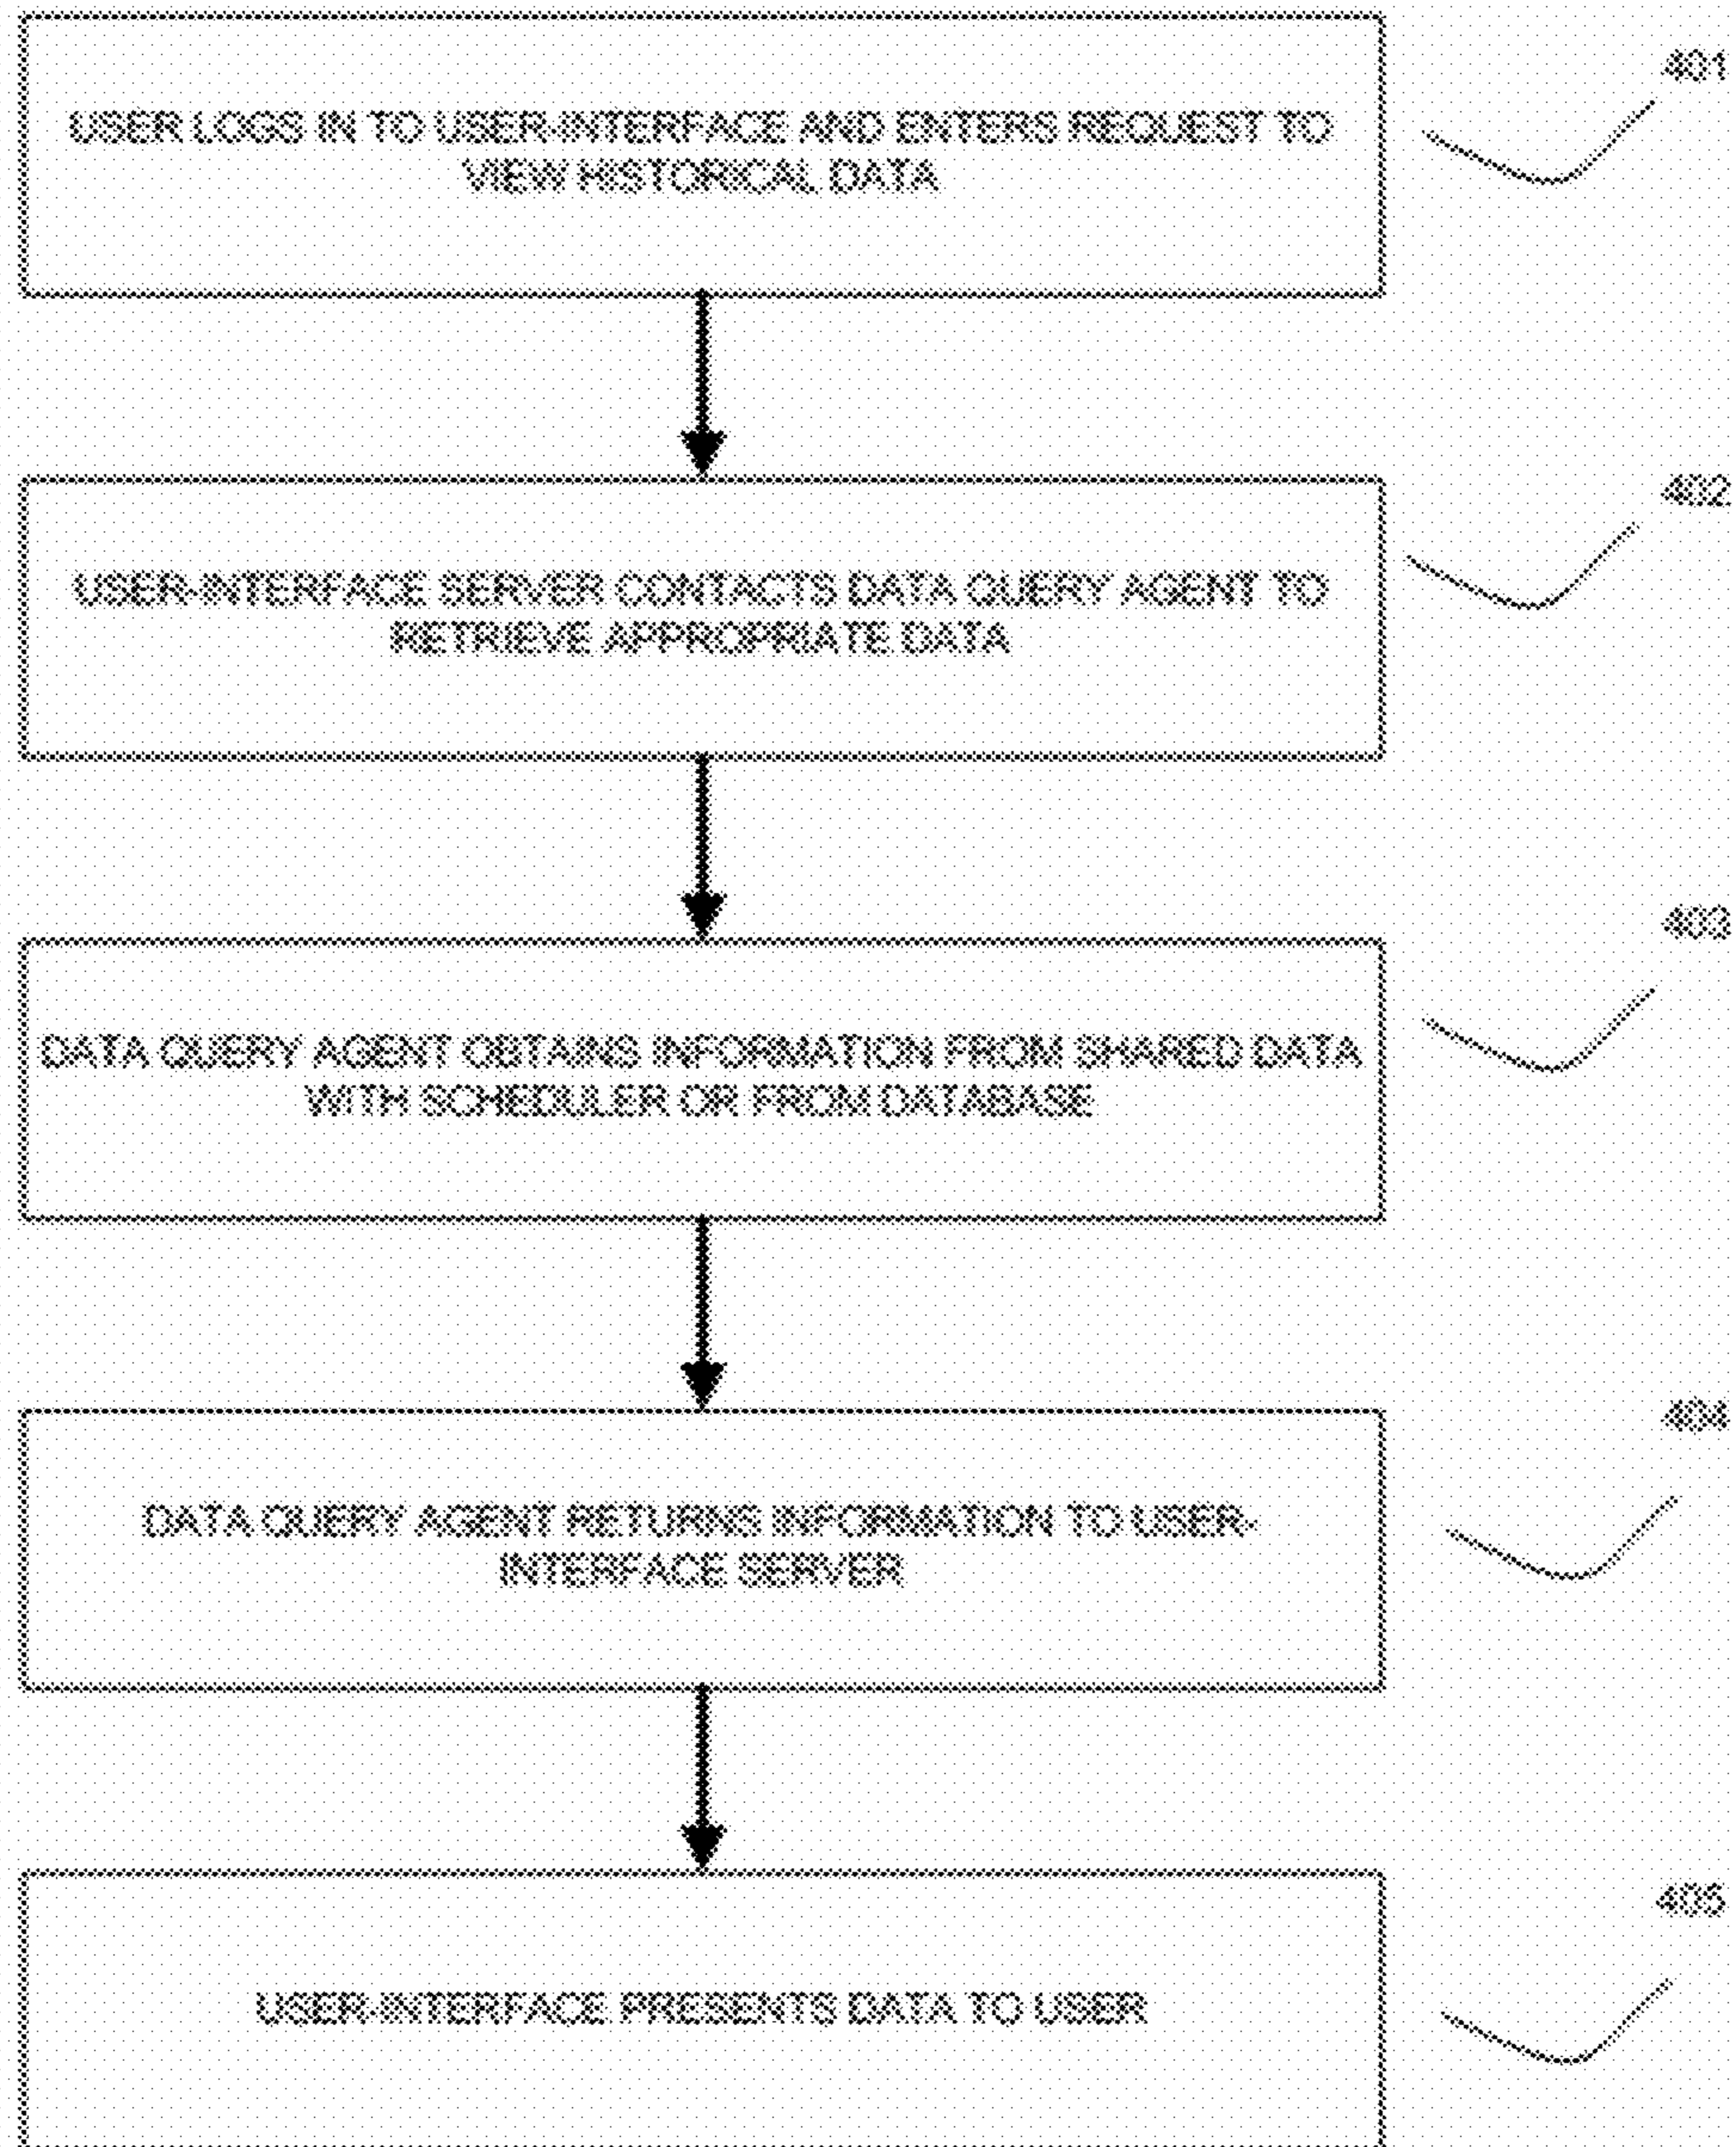 401
USER LOGS IN TO USER-INTERFACE AND ENTERS REQUEST TO
VIEW HISTORICAL DATA
402
USER-INTERFACE SERVER CONTACTS DATA QUERY AGENT TO
RETRIEVE APPROPRIATE DATA
403
DATA QUERY AGENT OBTAINS INFORMATION FROM SHARED DATA
WITH SCHEDULER OR FROM DATABASE
404
DATA QUERY AGENT RETURNS INFORMATION TO USER-
INTERFACE SERVER
405
USER-INTERFACE PRESENTS DATA TO USER